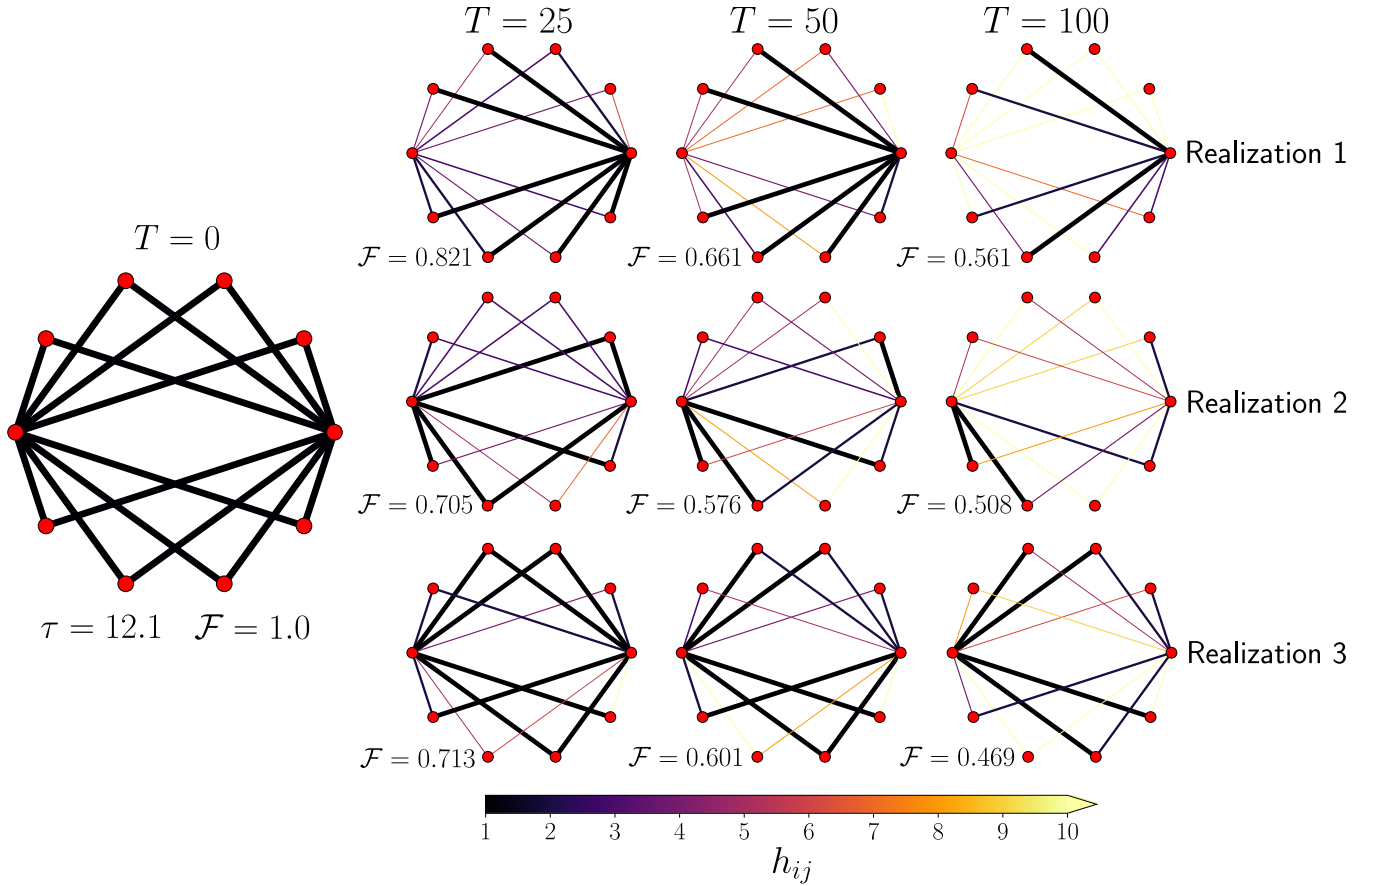 T = 25 T = 50 T = 100
Realization 1
T = 0
ℱ = 0.821 ℱ = 0.661 ℱ = 0.561
Realization 2
ℱ = 0.705 ℱ = 0.576 ℱ = 0.508
τ = 12.1 ℱ = 1.0
Realization 3
ℱ = 0.713 ℱ = 0.601 ℱ = 0.469
1 2 3 4 5 6 7 8 9 10
h_{ij}